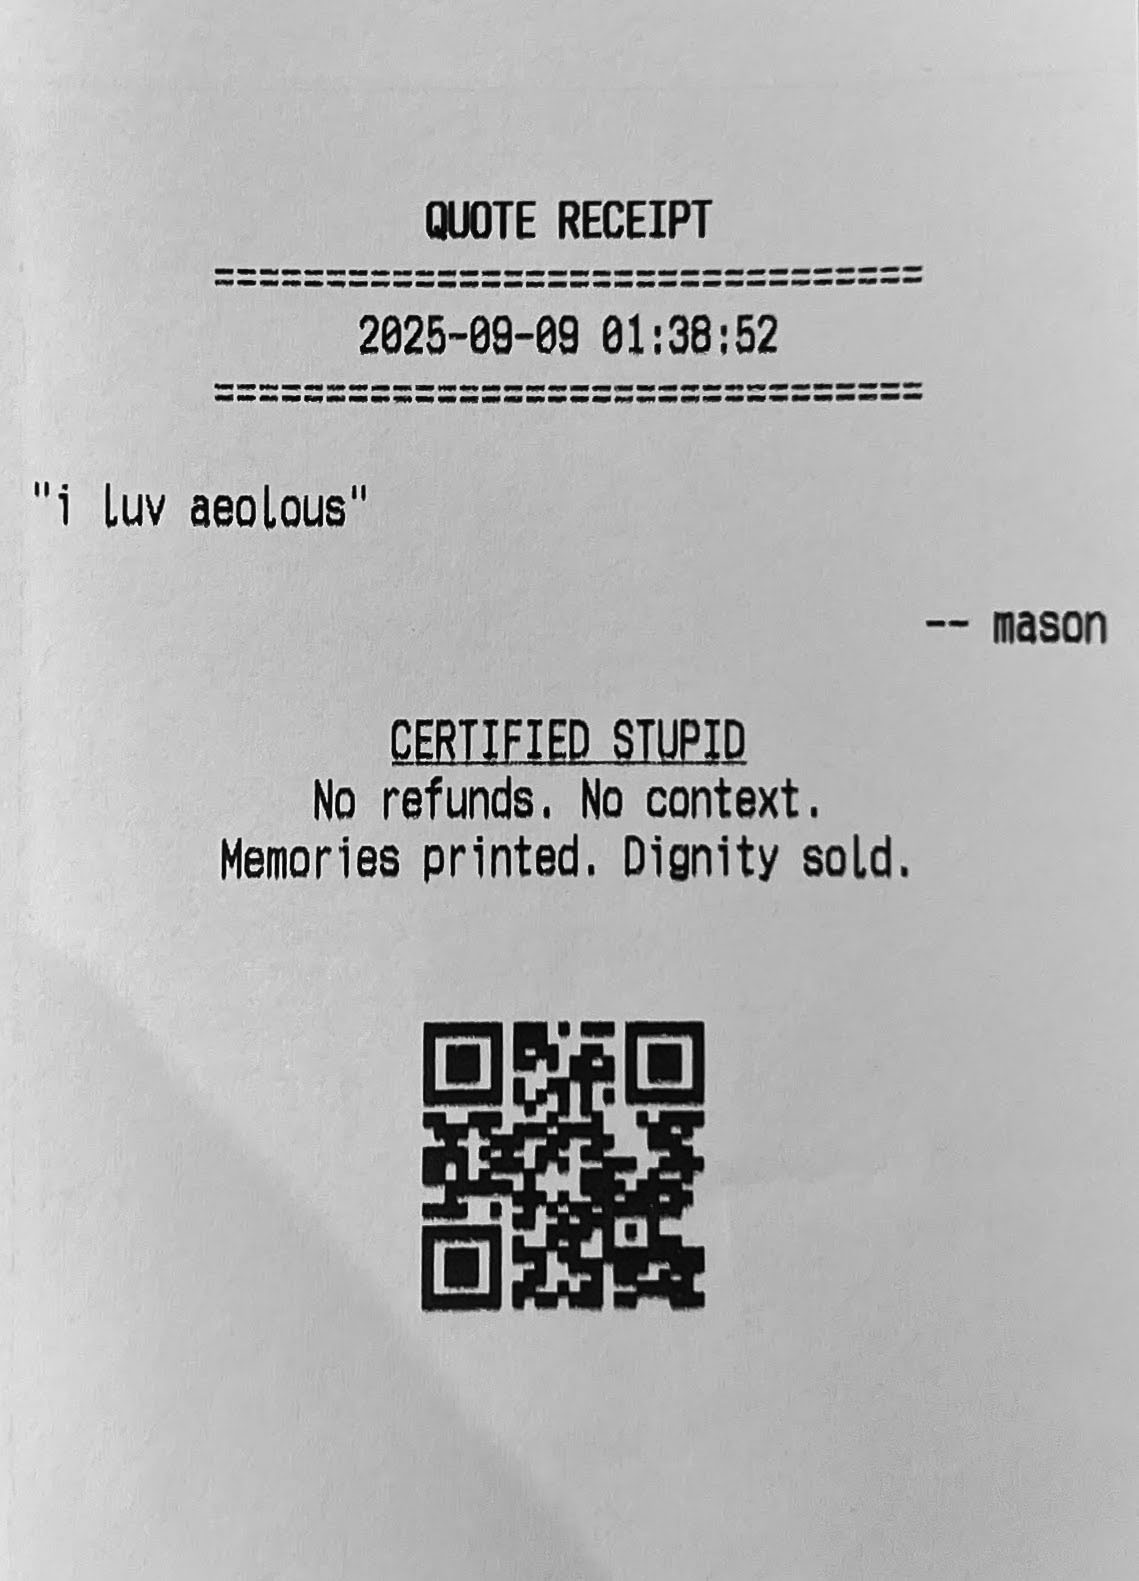 QUOTE RECEIPT
================================
2025-09-09 01:38:52
================================
"i luv aeolous"
-- mason
CERTIFIED STUPID
No refunds. No context.
Memories printed. Dignity sold.